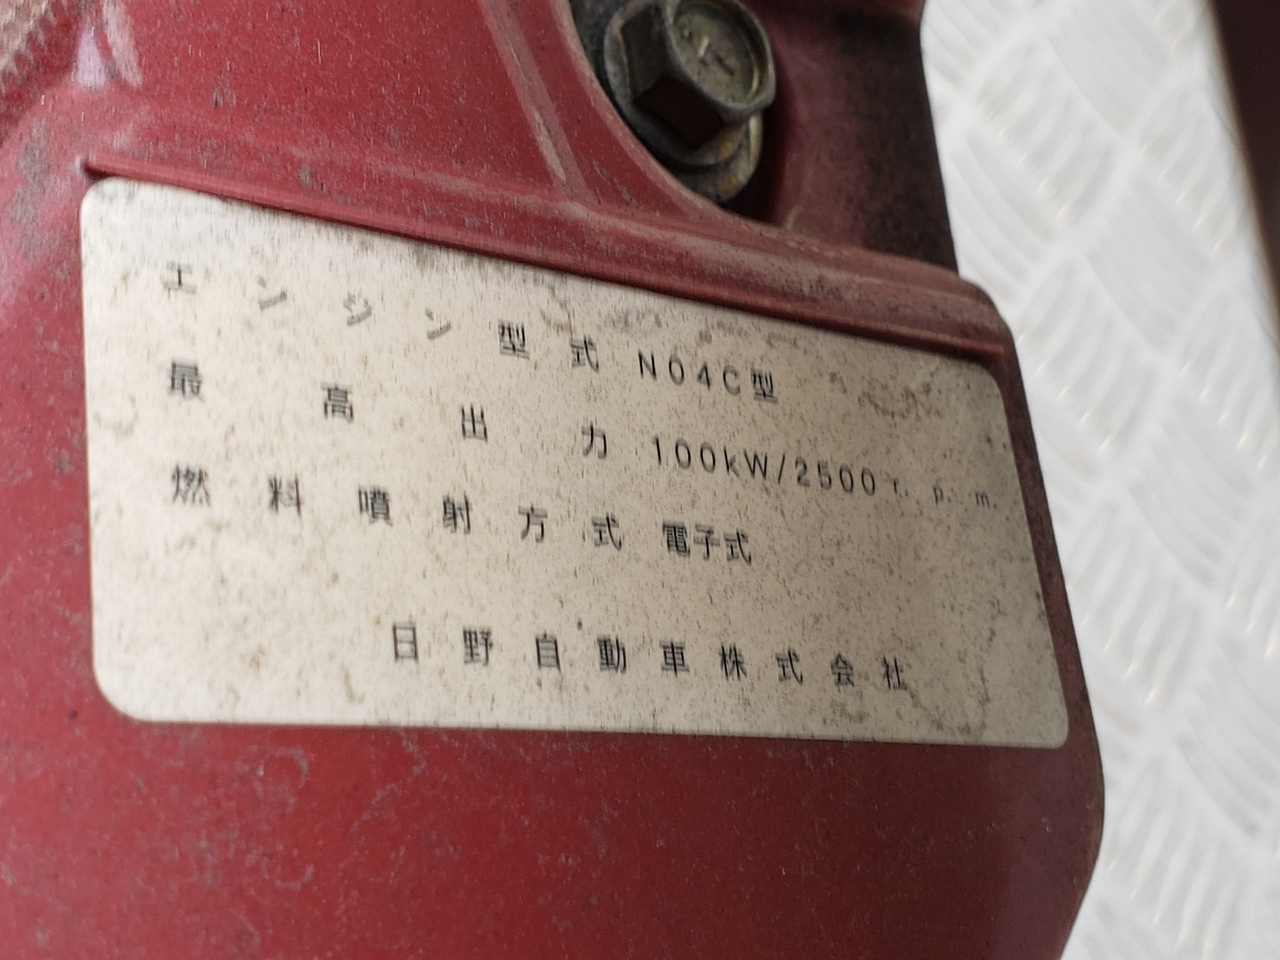 エンジン型式 N04C型
最高出力 100kW/2500r.p.m.
燃料噴射方式 電子式
日野自動車株式会社